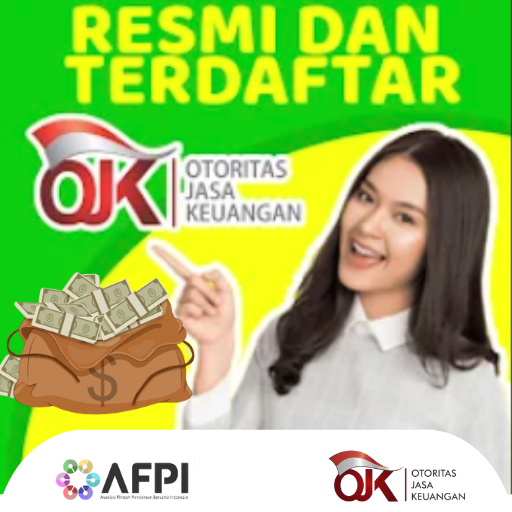 RESMI DAN
TERDAFTAR
OJK
OTORITAS
JASA
KEUANGAN
$
AFPI
Asosiasi Fintech Pendanaan Bersama Indonesia
OJK
OTORITAS
JASA
KEUANGAN